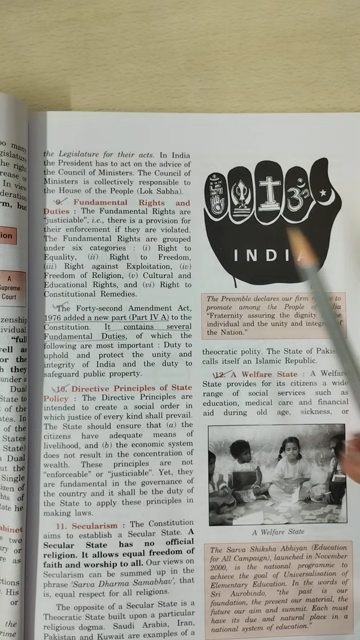 the Legislature for their acts. In India
the President has to act on the advice of
the Council of Ministers. The Council of
Ministers is collectively responsible to
the House of the People (Lok Sabha).
9. Fundamental Rights and
Duties : The Fundamental Rights are
"justiciable", i.e., there is a provision for
their enforcement if they are violated.
The Fundamental Rights are grouped
under six categories : (i) Right to
Equality, (ii) Right to Freedom,
(iii) Right against Exploitation, (iv)
Freedom of Religion, (v) Cultural and
Educational Rights, and (vi) Right to
Constitutional Remedies.
The Forty-second Amendment Act,
1976 added a new part (Part IV A) to the
Constitution. It contains several
Fundamental Duties, of which the
following are most important : Duty to
uphold and protect the unity and
integrity of India and the duty to
safeguard public property.
10. Directive Principles of State
Policy : The Directive Principles are
intended to create a social order in
which justice of every kind shall prevail.
The State should ensure that (a) the
citizens have adequate means of
livelihood, and (b) the economic system
does not result in the concentration of
wealth. These principles are not
"enforceable" or "justiciable". Yet, they
are fundamental in the governance of
the country and it shall be the duty of
the State to apply these principles in
making laws.
11. Secularism : The Constitution
aims to establish a Secular State. A
Secular State has no official
religion. It allows equal freedom of
faith and worship to all. Our views on
Secularism can be summed up in the
phrase 'Sarva Dharma Samabhav', that
is, equal respect for all religions.
The opposite of a Secular State is a
Theocratic State built upon a particular
religious dogma. Saudi Arabia, Iran,
Pakistan and Kuwait are examples of a
INDI
The Preamble declares our firm
to
promote among the People of
"Fraternity assuring the dignity
individual and the unity and integrity of
the Nation."
theocratic polity. The State of
calls itself an Islamic Republic.
12. A Welfare State : A Welfare
State provides for its citizens a wide
range of social services such as
education, medical care and financial
aid during old age, sickness, or
A Welfare State
The Sarva Shiksha Abhiyan (Education
for All Campaign), launched in November
2000, is the national programme to
achieve the goal of Universalisation of
Elementary Education. In the words of
Sri Aurobindo, "the past is our
foundation, the present our material, the
future our aim and summit. Each must
have its due and natural place in a
national system of education."